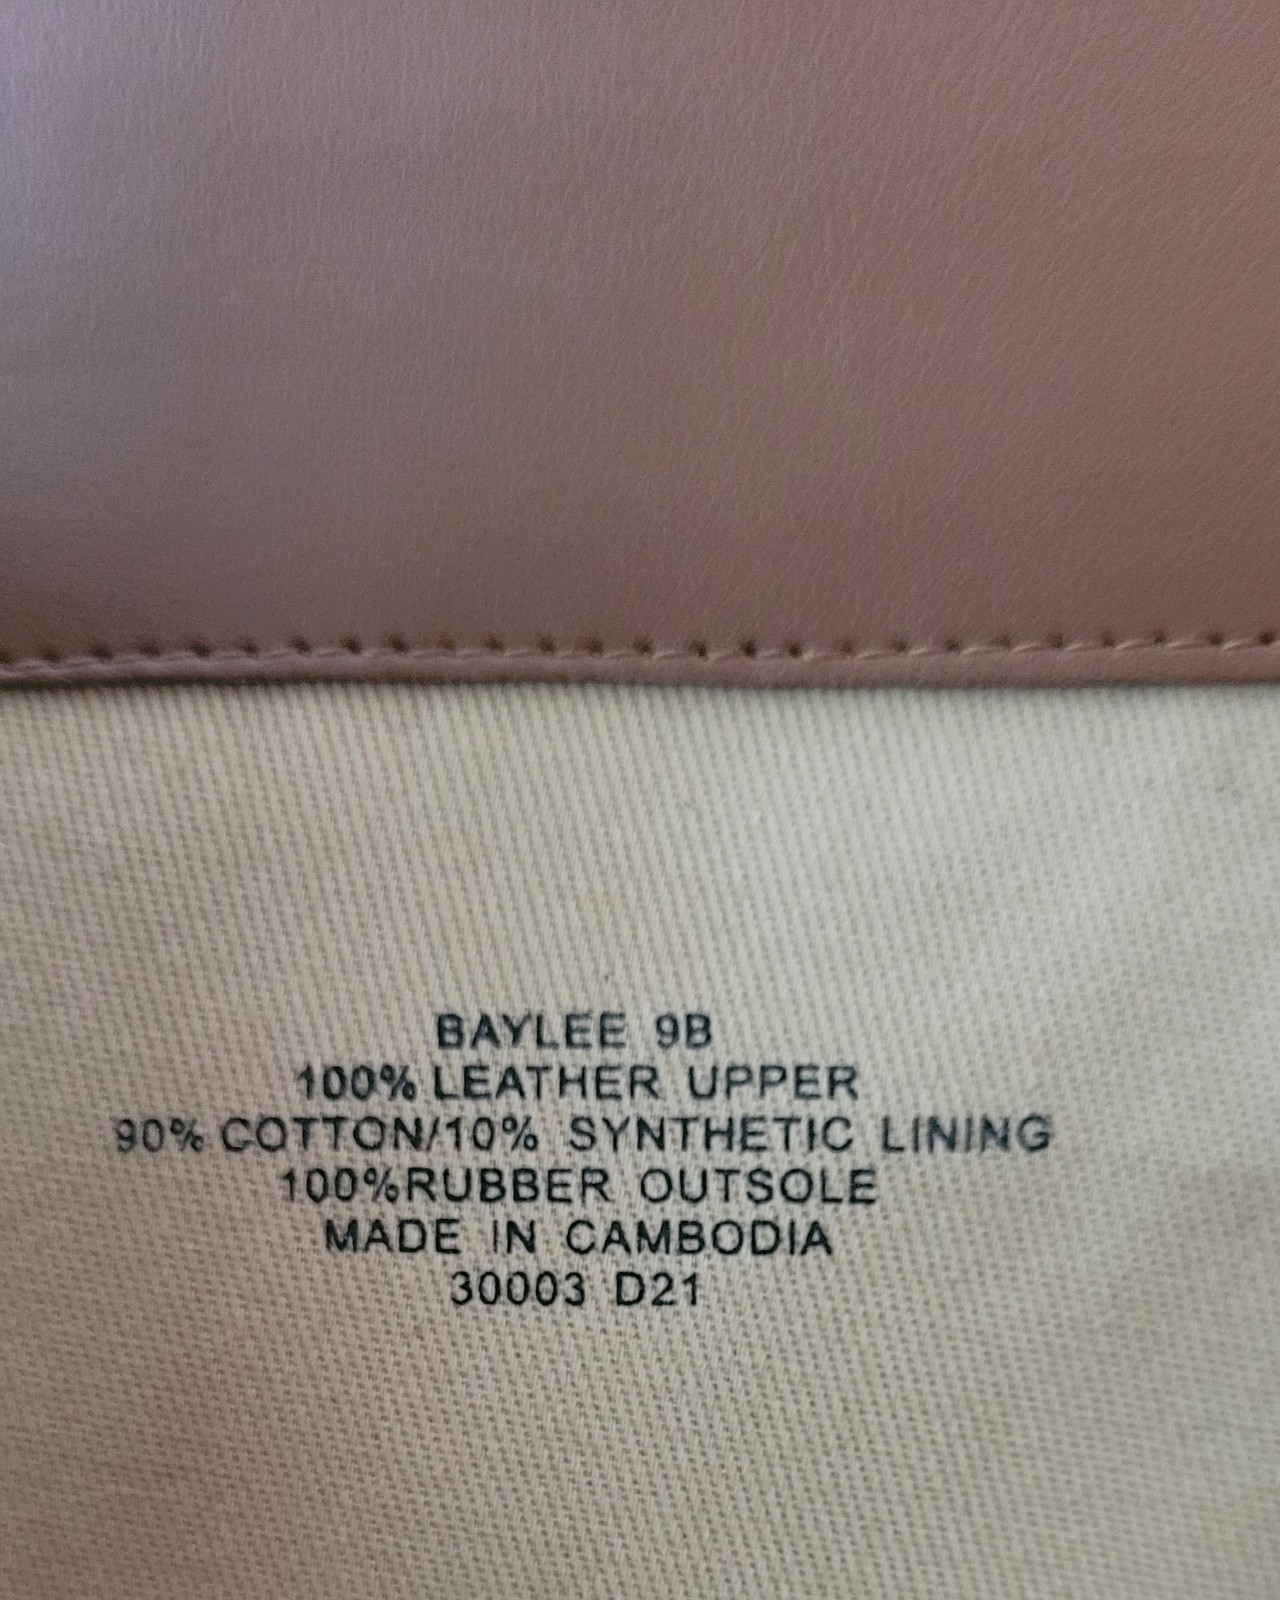 BAYLEE 9B
100% LEATHER UPPER
90% COTTON/10% SYNTHETIC LINING
100%RUBBER OUTSOLE
MADE IN CAMBODIA
30003 D21